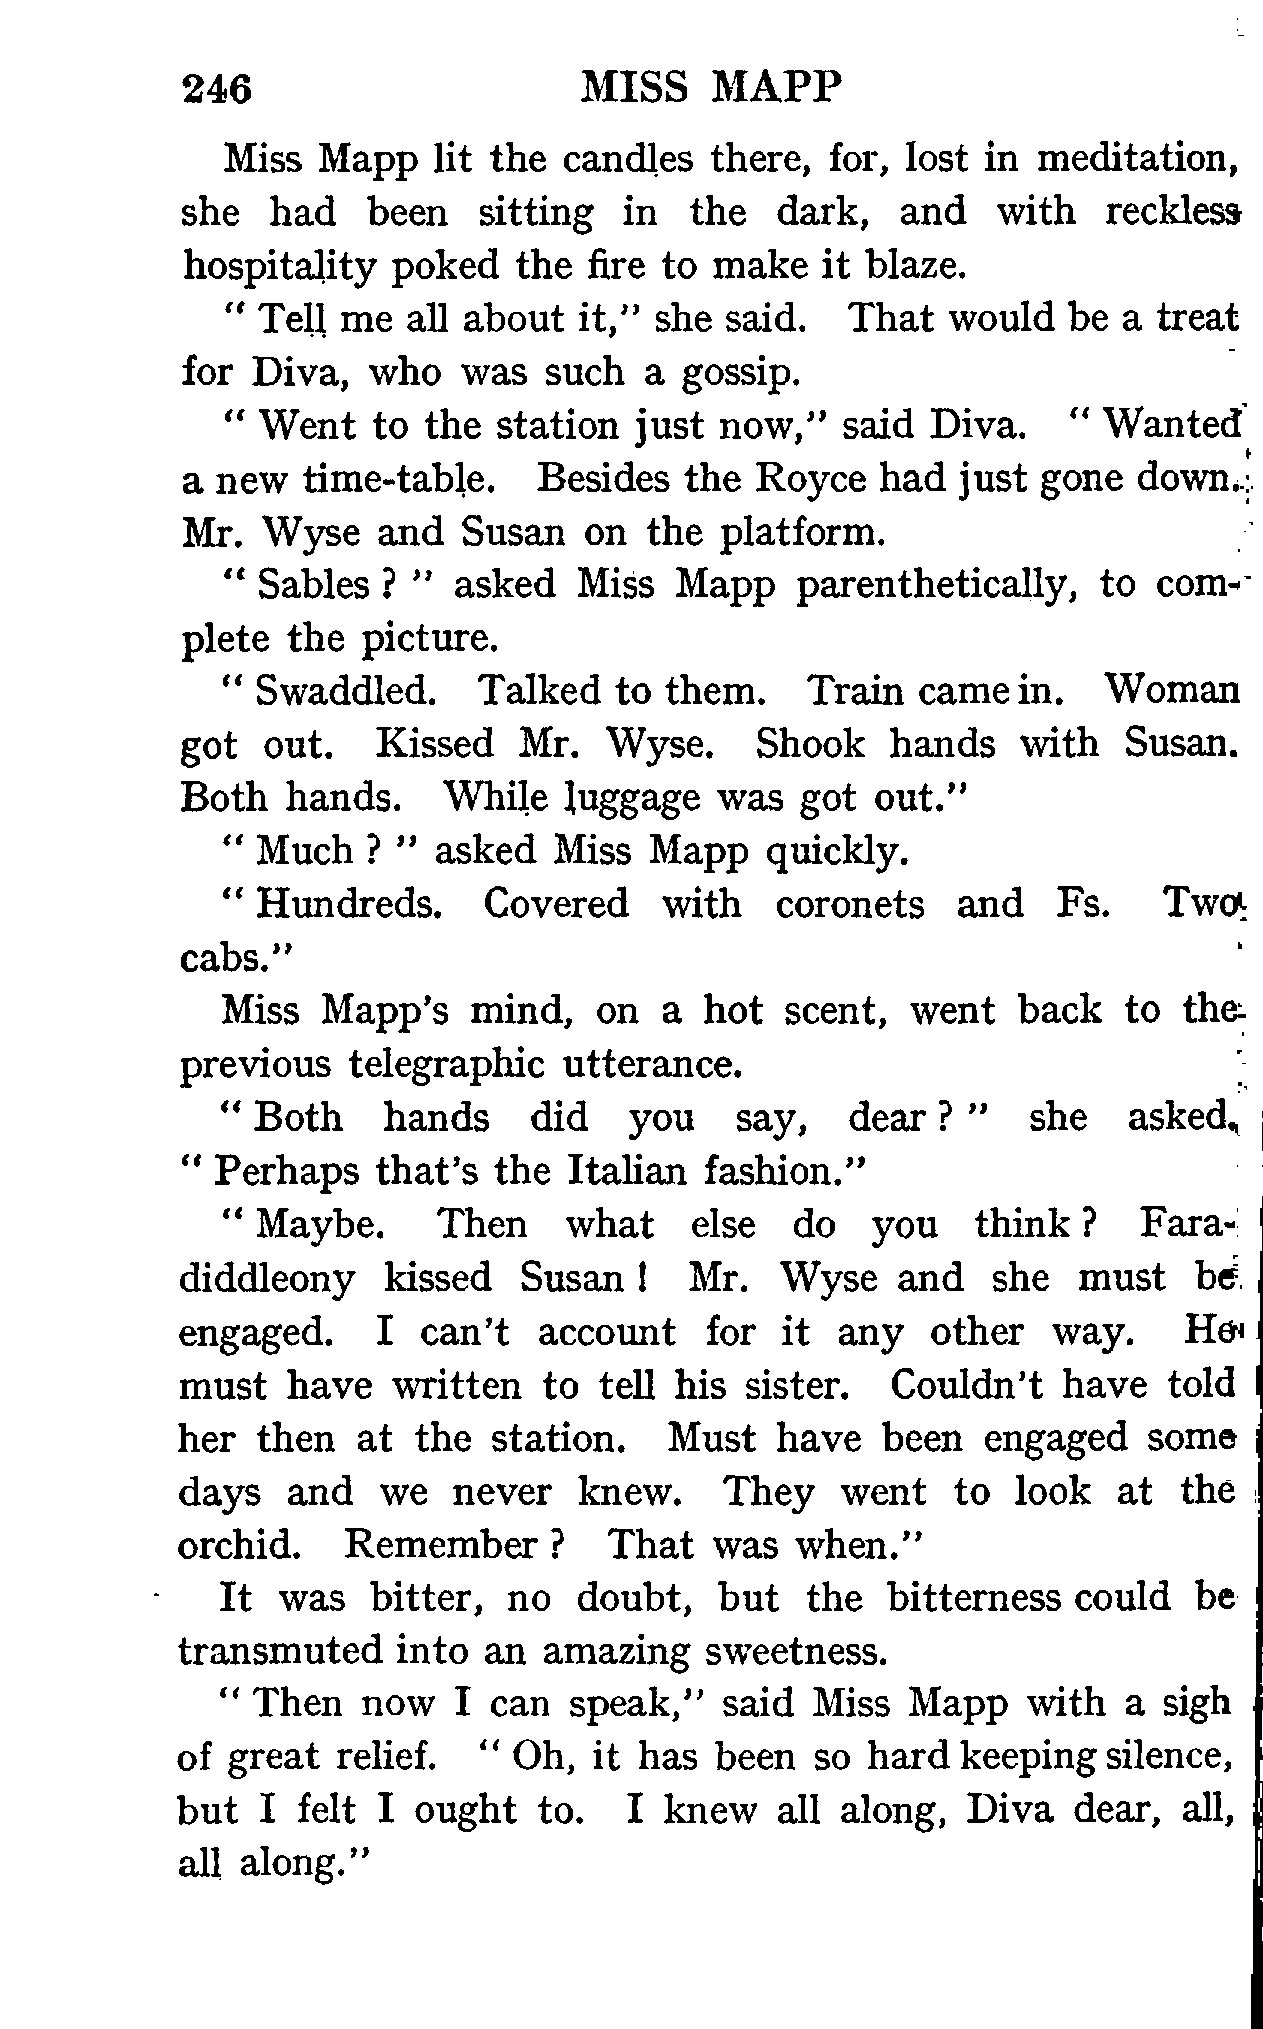 246 MISS MAPP
Miss Mapp lit the candles there, for, lost in meditation,
she had been sitting in the dark, and with reckless
hospitality poked the fire to make it blaze.
" Tell me all about it," she said. That would be a treat
for Diva, who was such a gossip.
" Went to the station just now," said Diva. " Wanted
a new time-table. Besides the Royce had just gone down.
Mr. Wyse and Susan on the platform.
" Sables ? " asked Miss Mapp parenthetically, to com-
plete the picture.
" Swaddled. Talked to them. Train came in. Woman
got out. Kissed Mr. Wyse. Shook hands with Susan.
Both hands. While luggage was got out."
" Much ? " asked Miss Mapp quickly.
" Hundreds. Covered with coronets and Fs. Two
cabs."
Miss Mapp's mind, on a hot scent, went back to the
previous telegraphic utterance.
" Both hands did you say, dear ? " she asked.
" Perhaps that's the Italian fashion."
" Maybe. Then what else do you think ? Fara-
diddleony kissed Susan ! Mr. Wyse and she must be
engaged. I can't account for it any other way. He
must have written to tell his sister. Couldn't have told
her then at the station. Must have been engaged some
days and we never knew. They went to look at the
orchid. Remember ? That was when."
It was bitter, no doubt, but the bitterness could be
transmuted into an amazing sweetness.
" Then now I can speak," said Miss Mapp with a sigh
of great relief. " Oh, it has been so hard keeping silence,
but I felt I ought to. I knew all along, Diva dear, all,
all along."